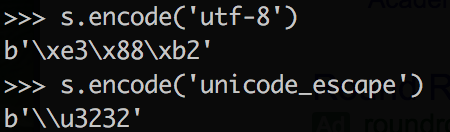 >>> s.encode('utf-8')
b'\xe3\x88\xb2'
>>> s.encode('unicode_escape')
b'\\u3232'